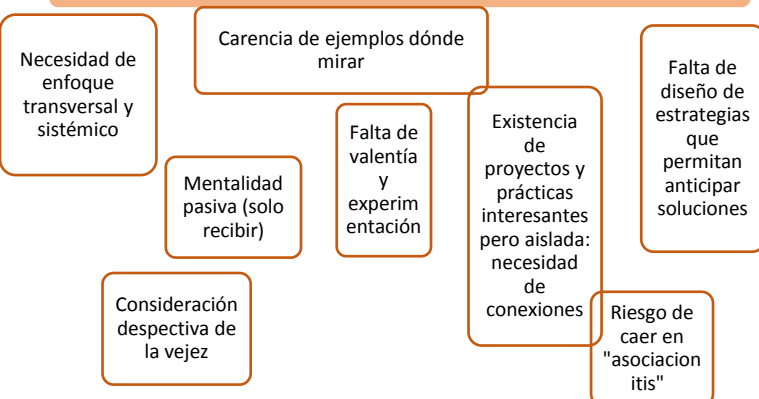 Necesidad de
enfoque
transversal y
sistémico
Carencia de ejemplos dónde
mirar
Falta de
diseño de
estrategias
que
permitan
anticipar
soluciones
Mentalidad
pasiva (solo
recibir)
Falta de
valentía
y
experim
entación
Existencia
de
proyectos y
prácticas
interesantes
pero aislada:
necesidad
de
conexiones
Consideración
despectiva de
la vejez
Riesgo de
caer en
"asociacion
itis"